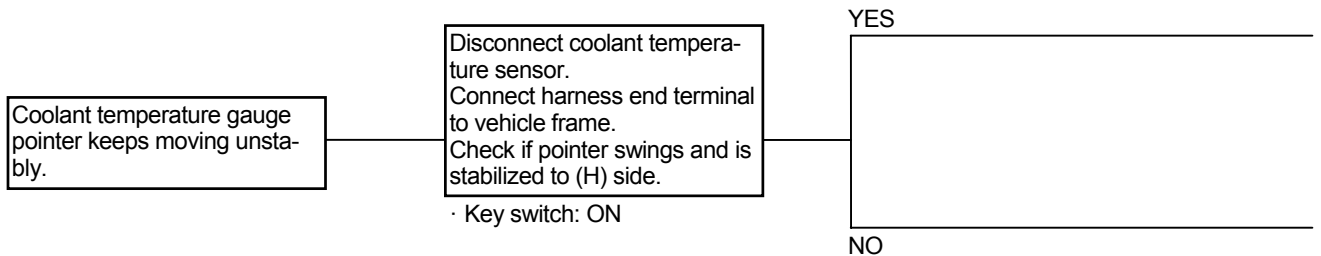 Coolant temperature gauge
pointer keeps moving unsta-
bly.
Disconnect coolant tempera-
ture sensor.
Connect harness end terminal
to vehicle frame.
Check if pointer swings and is
stabilized to (H) side.
· Key switch: ON
YES
NO